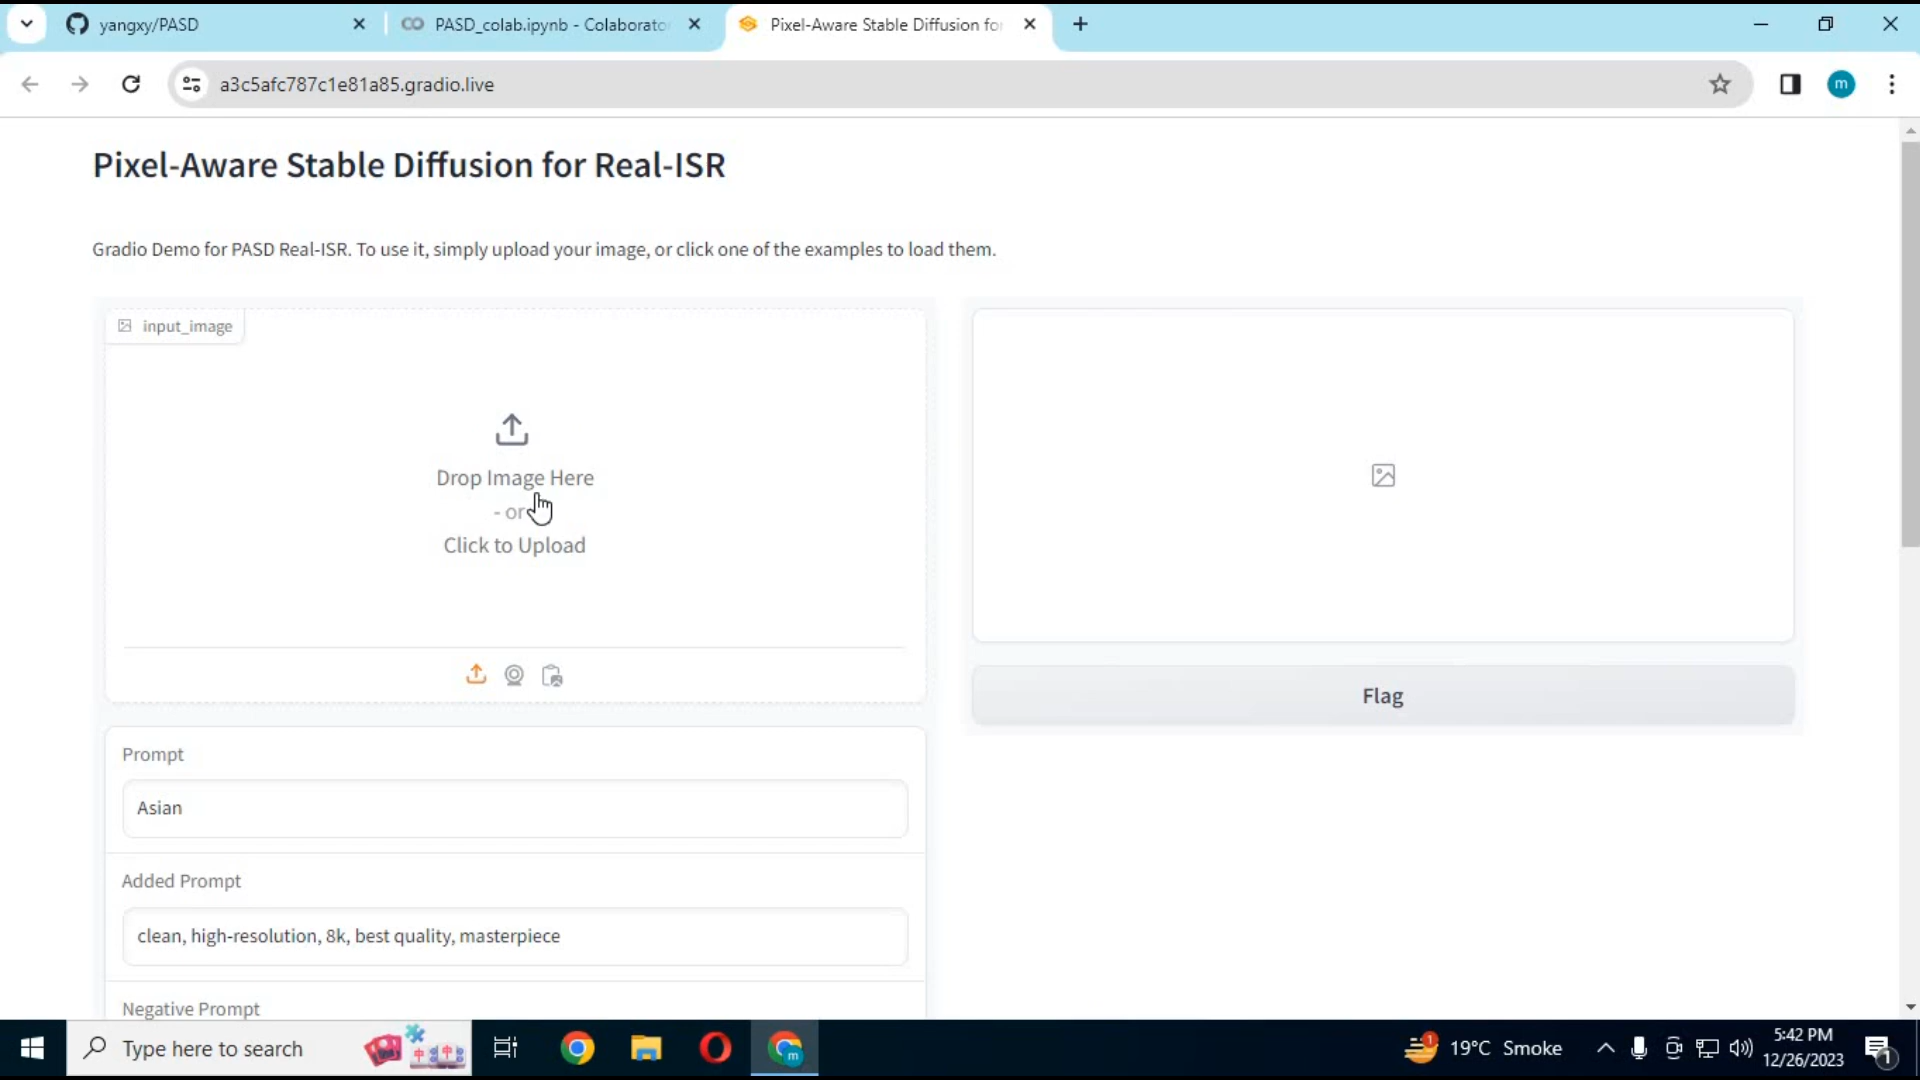 yangxy/PASD
PASD_colab.ipynb - Colaborato
Pixel-Aware Stable Diffusion fo
a3c5afc787c1e81a85.gradio.live
m
Pixel-Aware Stable Diffusion for Real-ISR
Gradio Demo for PASD Real-ISR. To use it, simply upload your image, or click one of the examples to load them.
input_image
Drop Image Here
- or
Click to Upload
Flag
Prompt
Asian
Added Prompt
clean, high-resolution, 8k, best quality, masterpiece
Negative Prompt
Type here to search
m
1
19°C Smoke
5:42 PM
12/26/2023
1